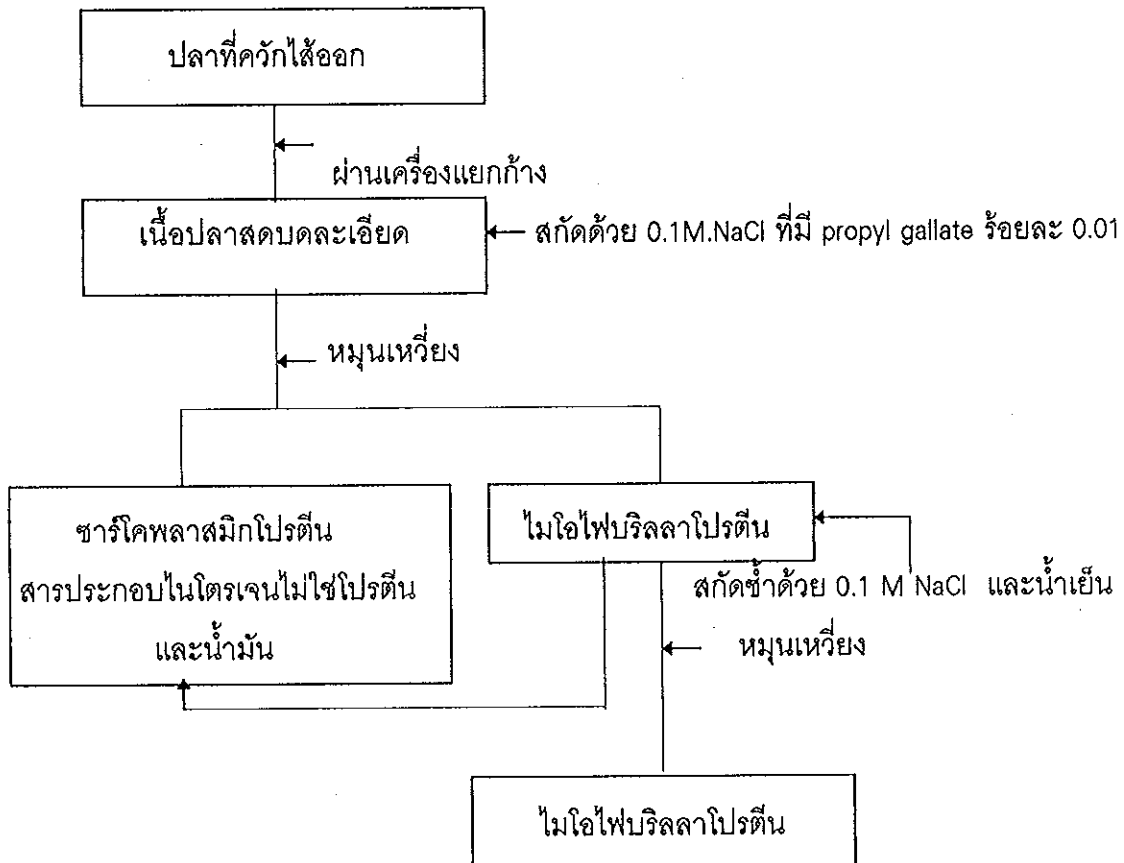 ปลาที่ควักไส้ออก
ผ่านเครื่องแยกก้าง
เนื้อปลาสดบดละเอียด
สกัดด้วย 0.1M.NaCl ที่มี propyl gallate ร้อยละ 0.01
หมุนเหวี่ยง
ซาร์โคพลาสมิกโปรตีน
สารประกอบไนโตรเจนไม่ใช่โปรตีน
และน้ำมัน
ไมโอไฟบริลลาโปรตีน
สกัดซ้ำด้วย 0.1 M NaCl และน้ำเย็น
หมุนเหวี่ยง
ไมโอไฟบริลลาโปรตีน